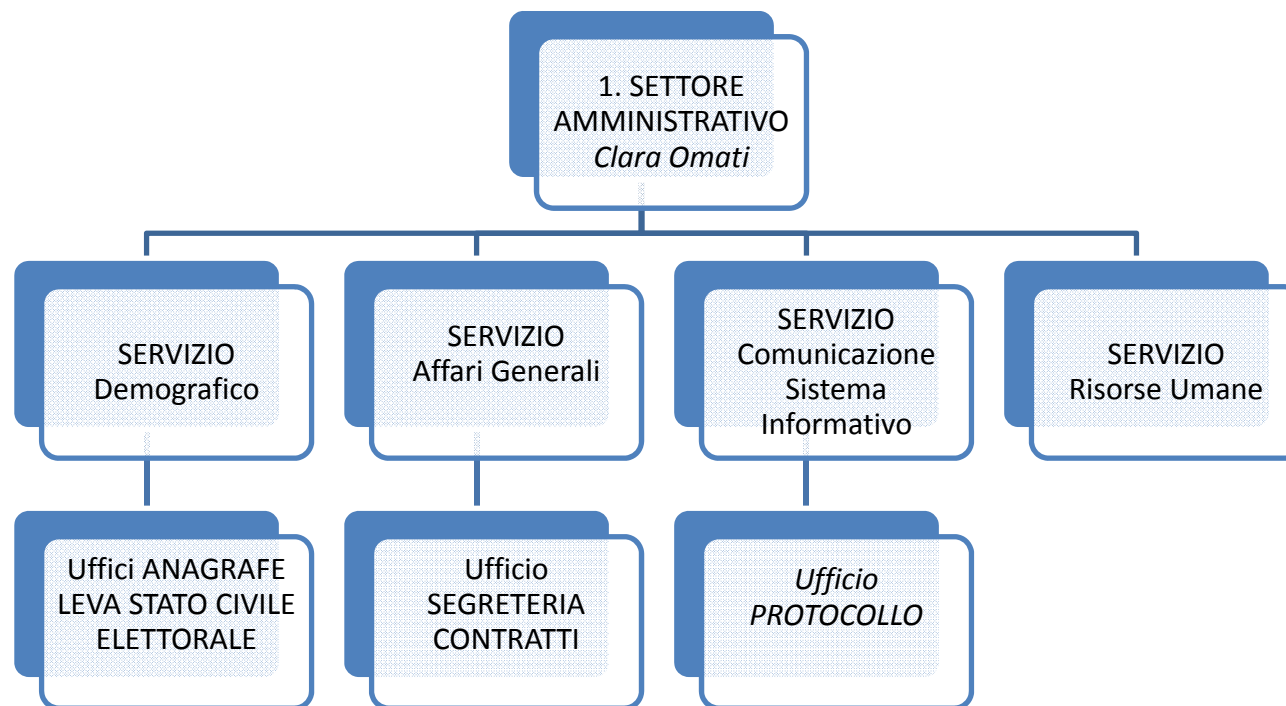 1. SETTORE
AMMINISTRATIVO
Clara Omati
SERVIZIO
Demografico
SERVIZIO
Affari Generali
SERVIZIO
Comunicazione
Sistema
Informativo
SERVIZIO
Risorse Umane
Uffici ANAGRAFE
LEVA STATO CIVILE
ELETTORALE
Ufficio
SEGRETERIA
CONTRATTI
Ufficio
PROTOCOLLO